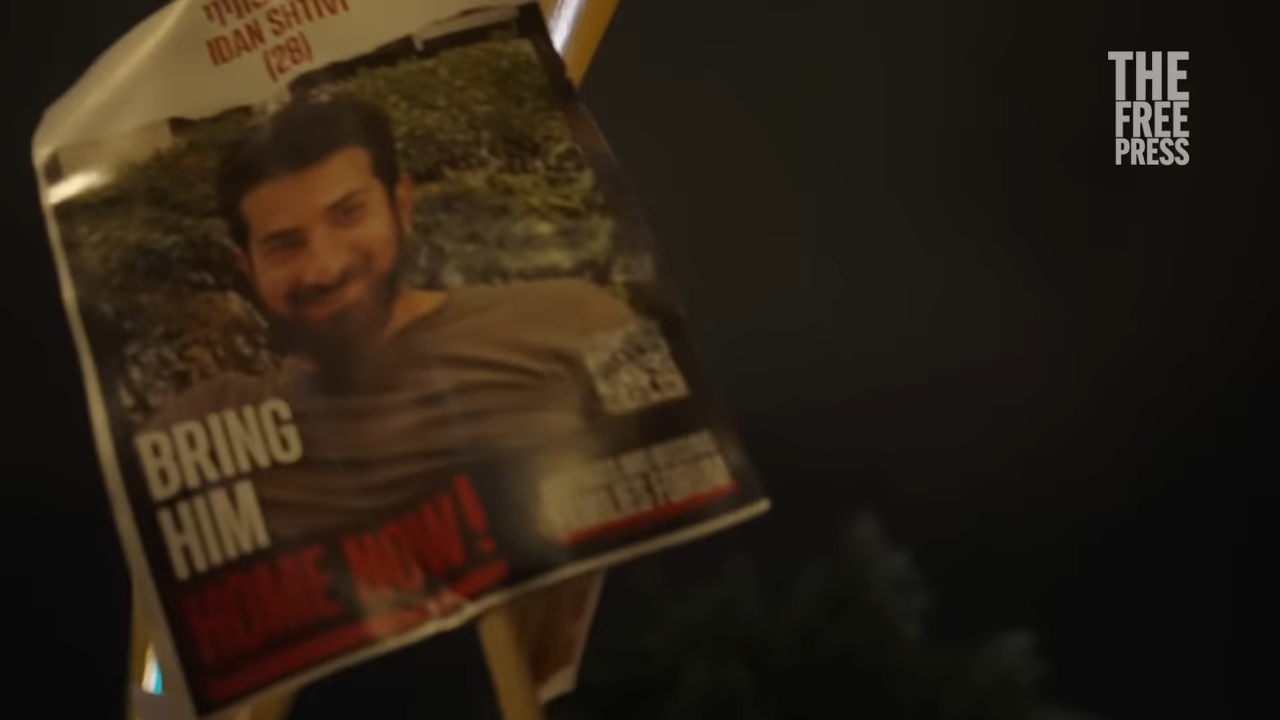 IDAN SHTIVI
(28)
BRING
HIM
HOME NOW!
THE
FREE
PRESS